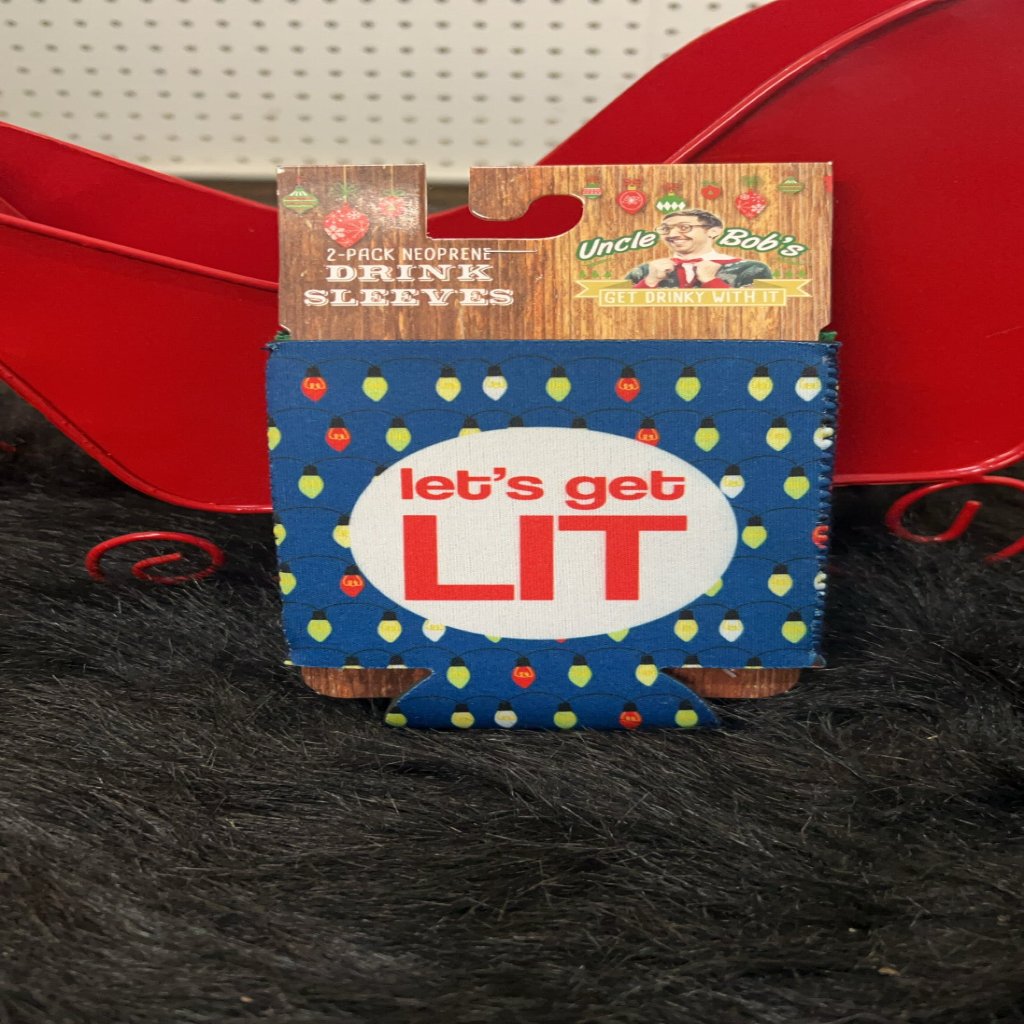 2-PACK NEOPRENE
DRINK
SLEEVES
Uncle Bob's
GET DRINKY WITH IT
let's get
LIT